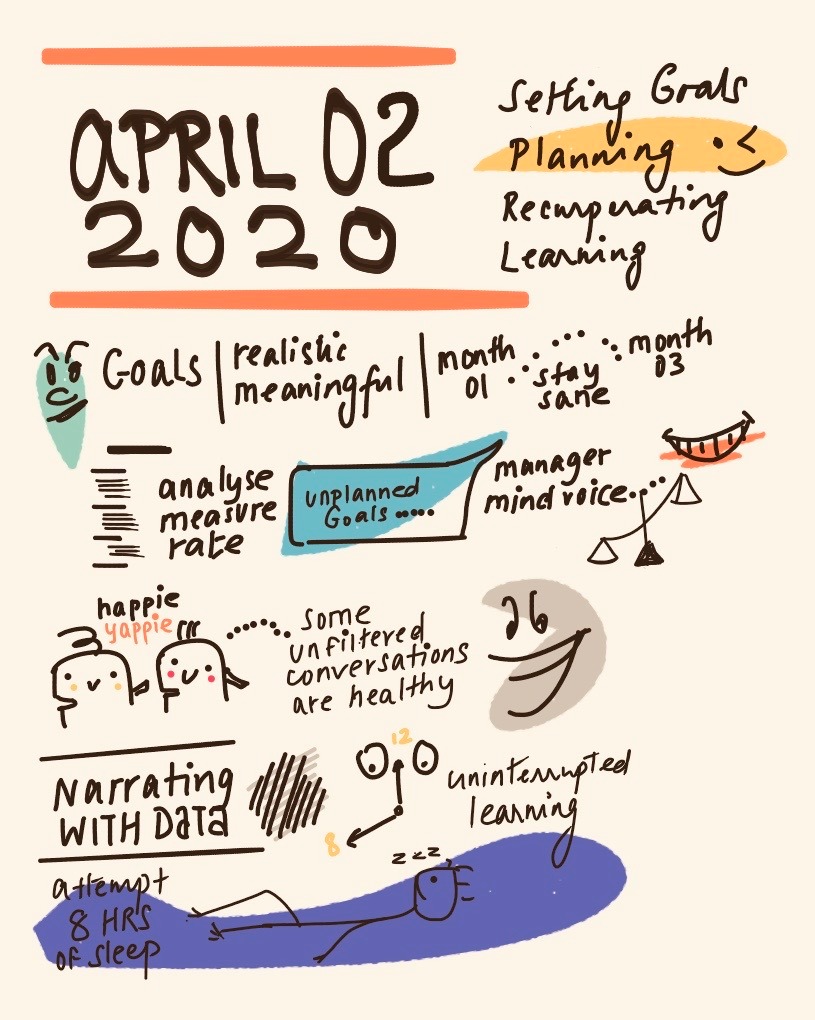 APRIL 02
2020
Setting Goals
Planning
Recurperating
Learning
Goals
realistic
meaningful
month
01
stay
sane
month
03
analyse
measure
rate
unplanned
Goals .....
manager
mind voice....
happie
yappie
some
unfiltered
conversations
are healthy
Narrating
WITH Data
12
8
uninterrupted
learning
zzz
attempt
8 HRS
of sleep